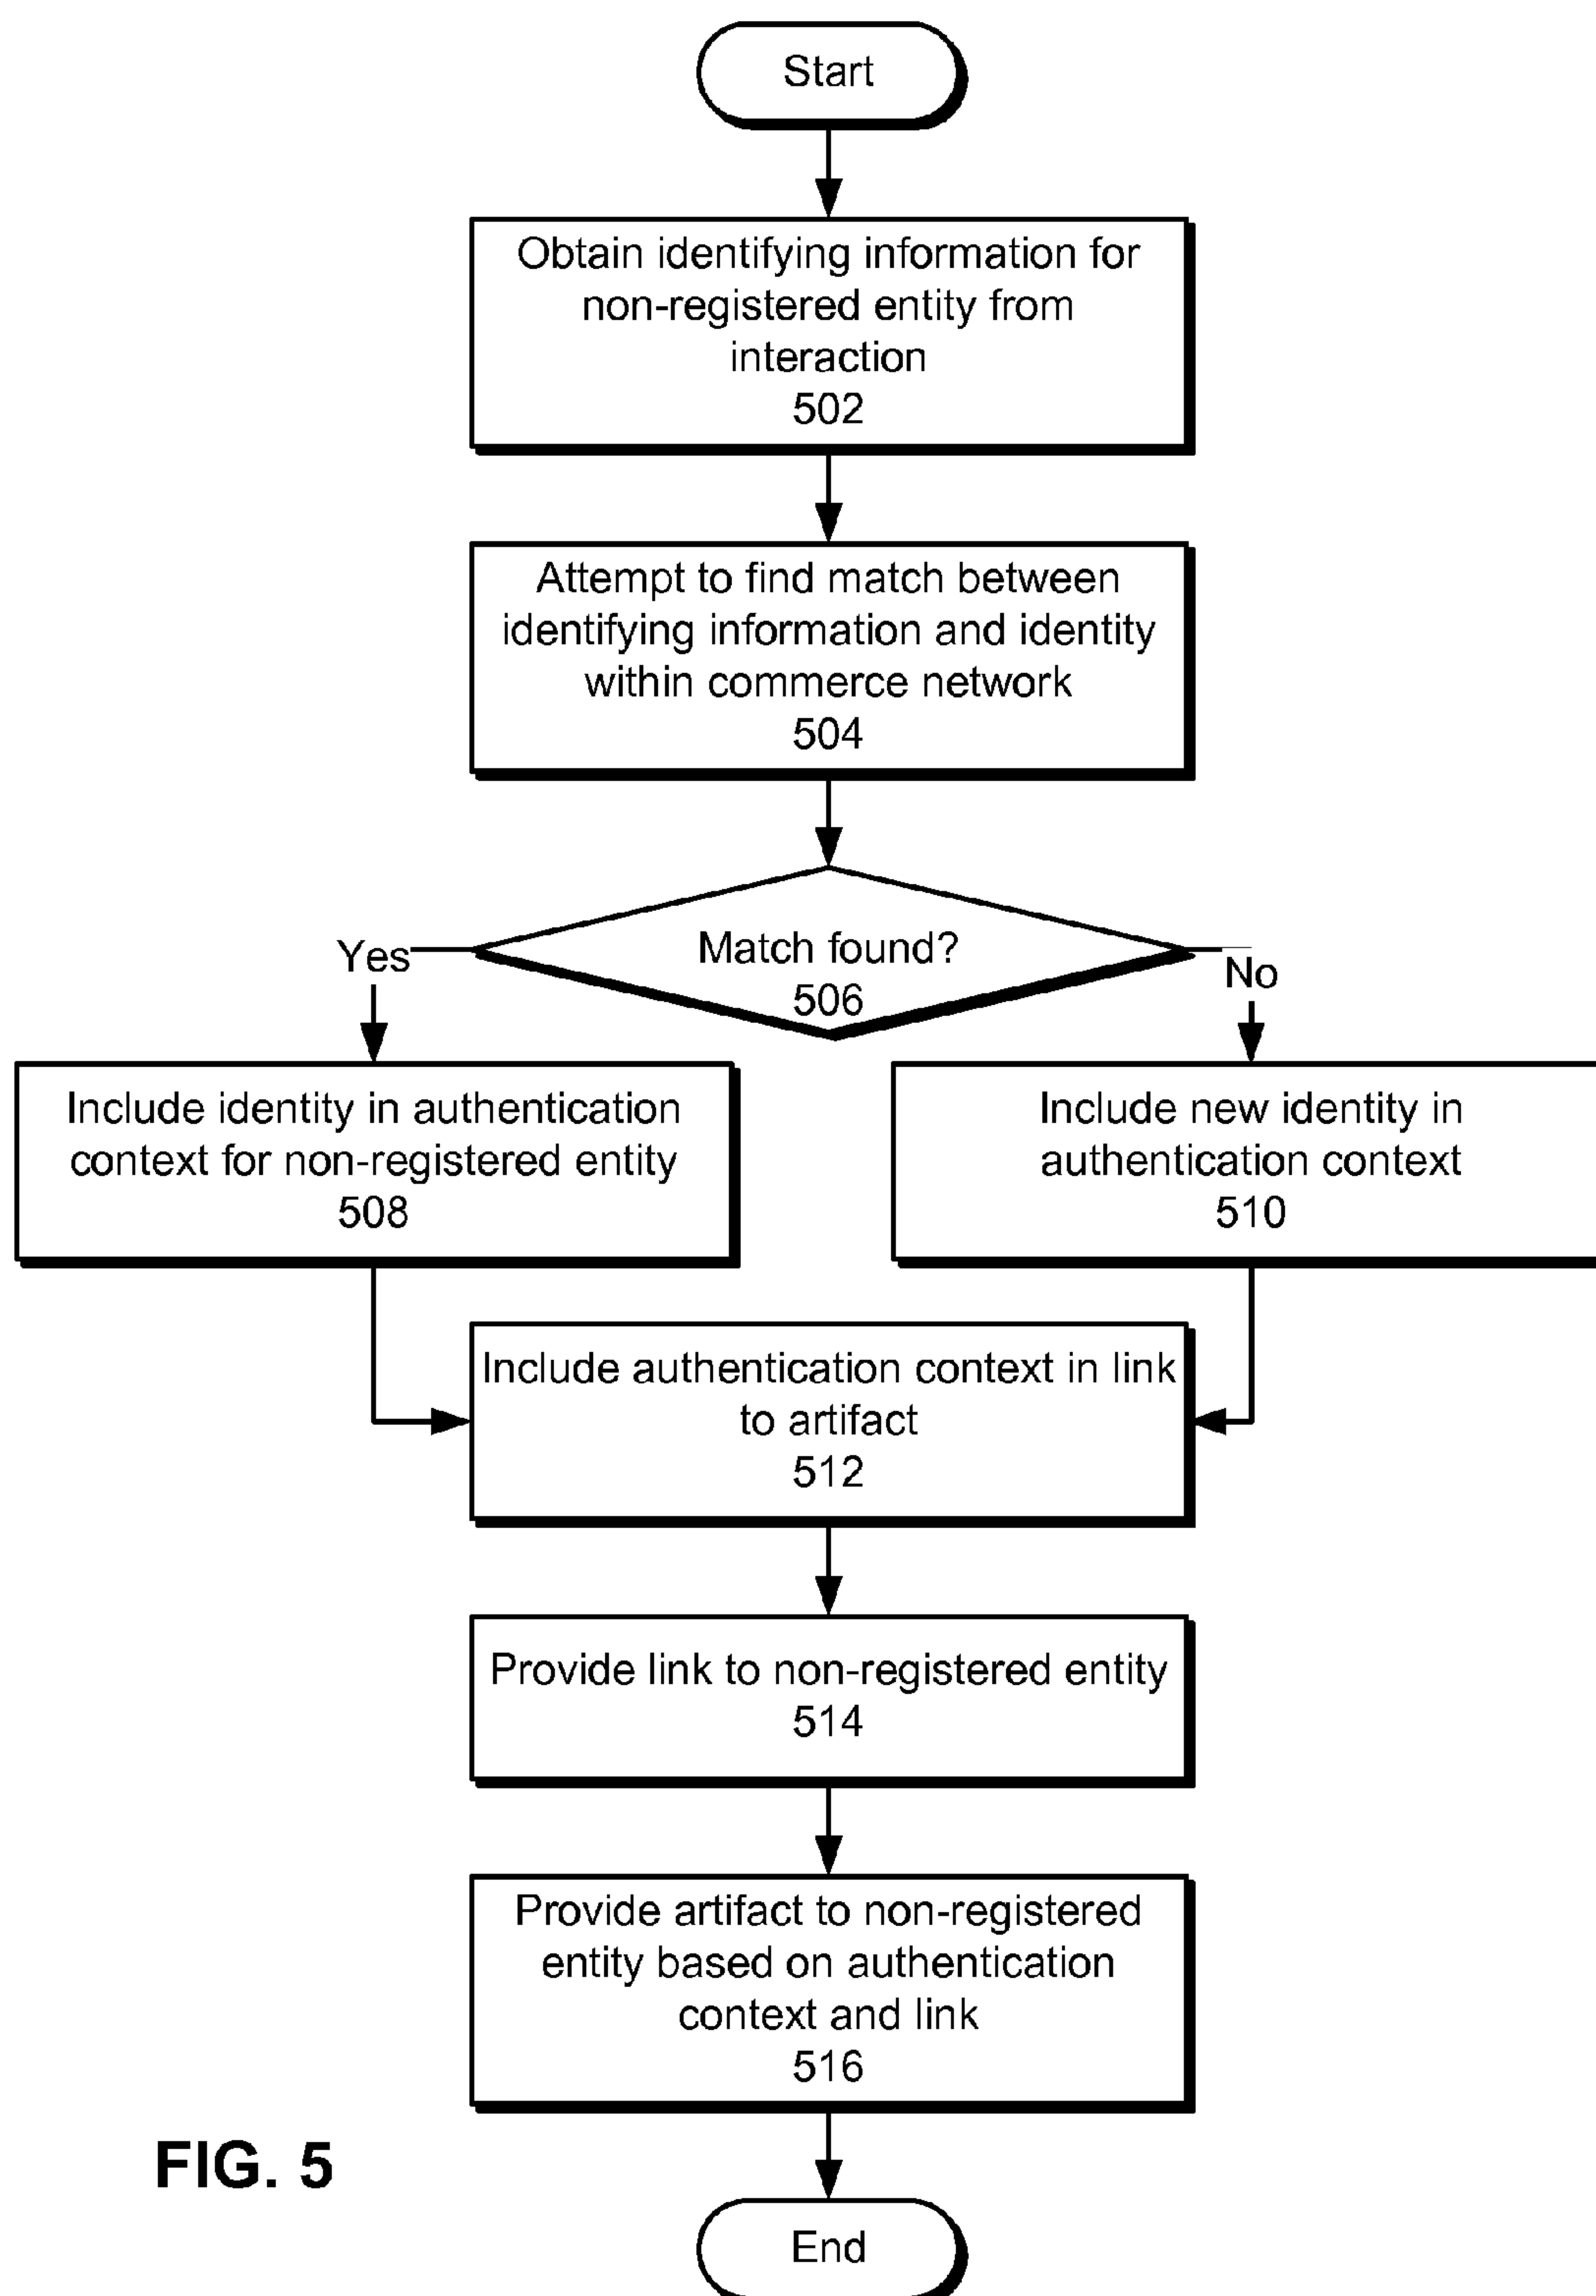 Start
Obtain identifying information for
non-registered entity from
interaction
502
Attempt to find match between
identifying information and identity
within commerce network
504
Match found?
506
Yes
No
Include identity in authentication
context for non-registered entity
508
Include new identity in
authentication context
510
Include authentication context in link
to artifact
512
Provide link to non-registered entity
514
Provide artifact to non-registered
entity based on authentication
context and link
516
End
FIG. 5